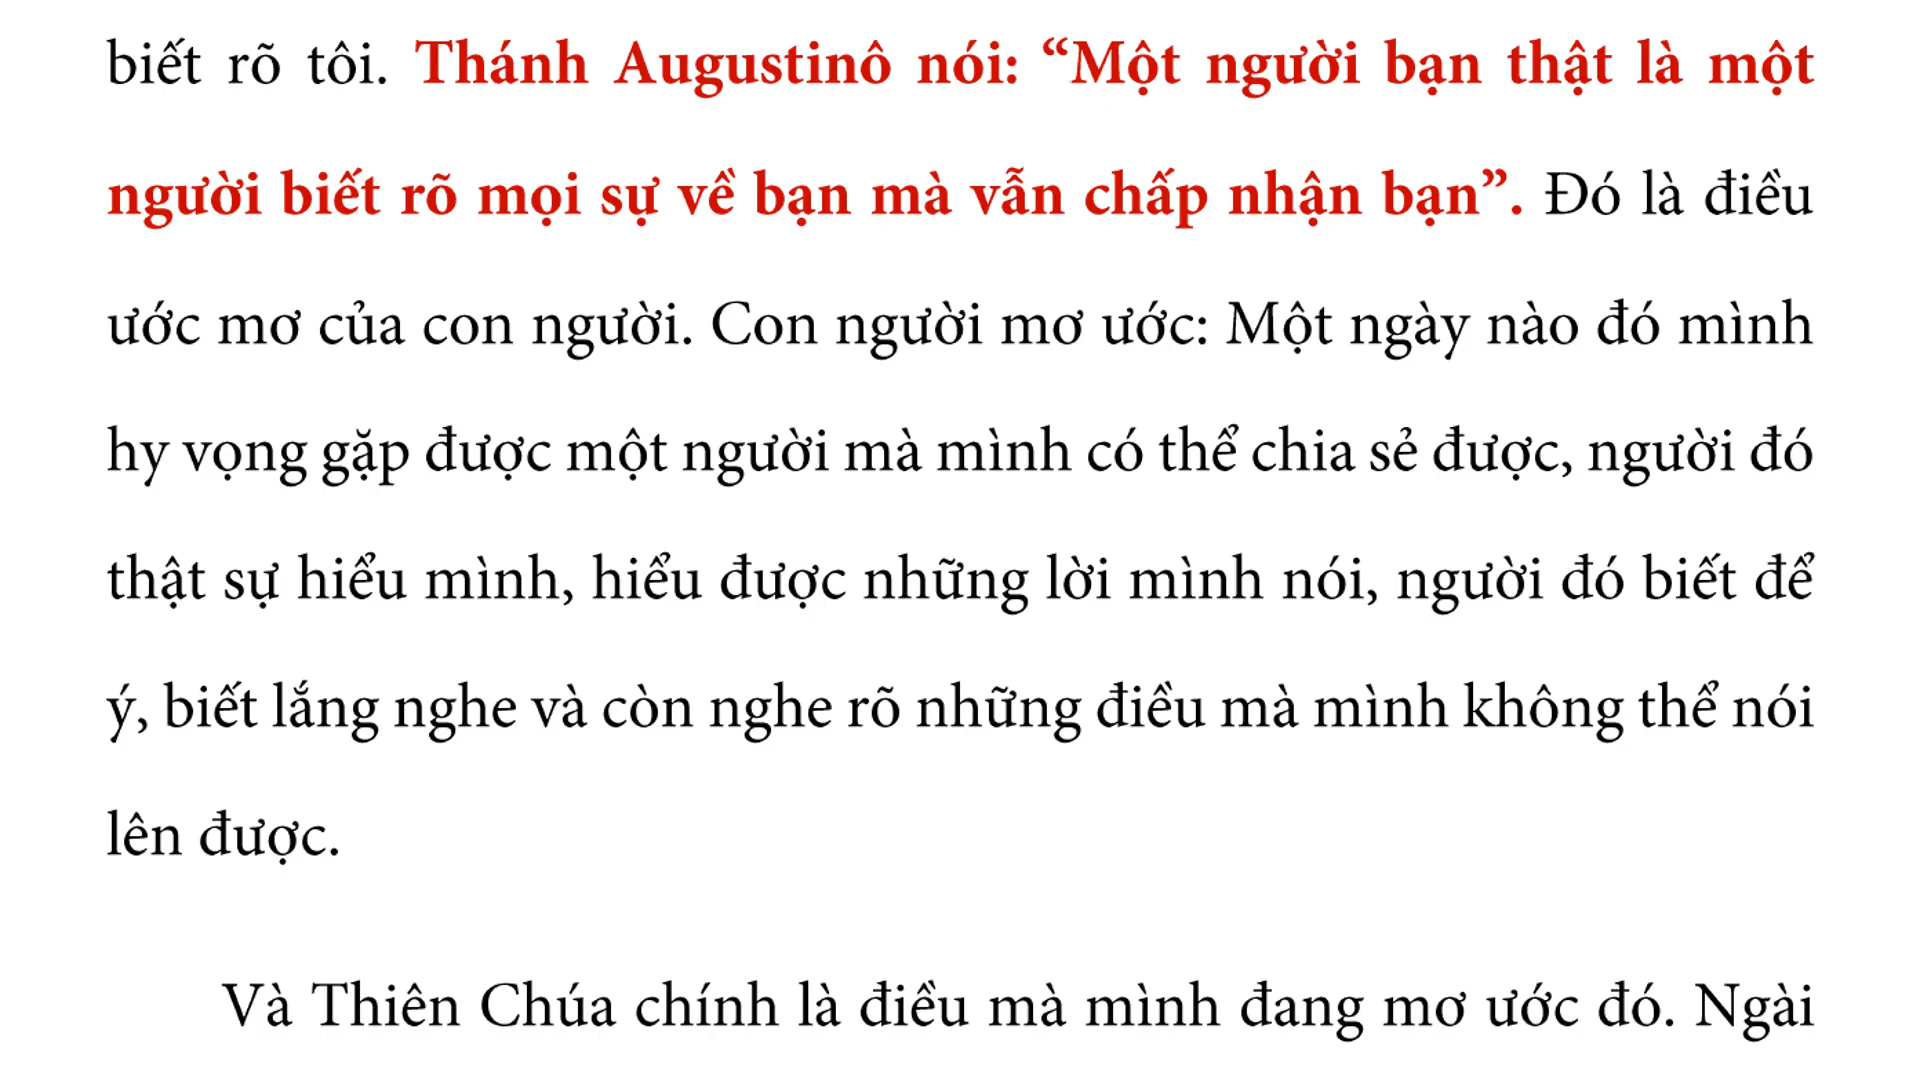 biết rõ tôi. Thánh Augustinô nói: “Một người bạn thật là một
người biết rõ mọi sự về bạn mà vẫn chấp nhận bạn”. Đó là điều
ước mơ của con người. Con người mơ ước: Một ngày nào đó mình
hy vọng gặp được một người mà mình có thể chia sẻ được, người đó
thật sự hiểu mình, hiểu được những lời mình nói, người đó biết để
ý, biết lắng nghe và còn nghe rõ những điều mà mình không thể nói
lên được.
Và Thiên Chúa chính là điều mà mình đang mơ ước đó. Ngài